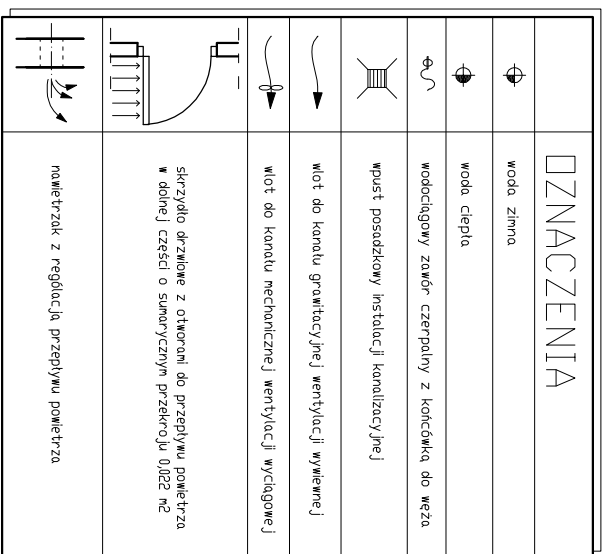 OZNACZENIA
woda zimna
woda ciepła
wodociągowy zawór czerpalny z końcówką do węża
wpust posadzkowy instalacji kanalizacyjnej
wlot do kanału grawitacyjnej wentylacji wywiewnej
wlot do kanału mechanicznej wentylacji wyciągowej
skrzydło drzwiowe z otworami do przepływu powietrza
w dolnej części o sumarycznym przekroju 0,022 m2
nawietrzak z rególacją przepływu powietrza